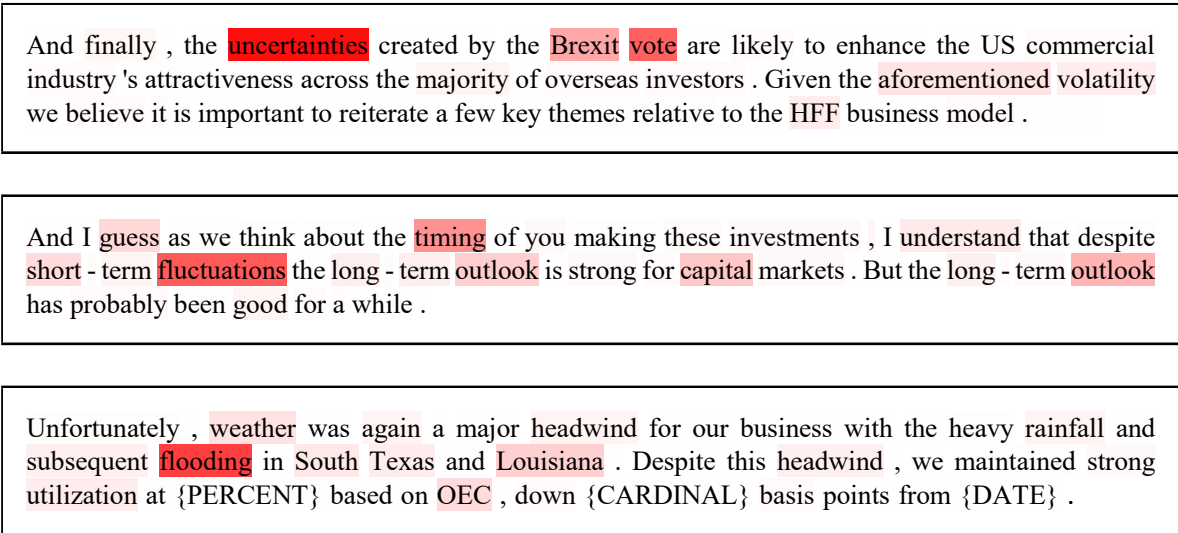 And finally , the uncertainties created by the Brexit vote are likely to enhance the US commercial
industry 's attractiveness across the majority of overseas investors . Given the aforementioned volatility
we believe it is important to reiterate a few key themes relative to the HFF business model .
And I guess as we think about the timing of you making these investments , I understand that despite
short - term fluctuations the long - term outlook is strong for capital markets . But the long - term outlook
has probably been good for a while .
Unfortunately , weather was again a major headwind for our business with the heavy rainfall and
subsequent flooding in South Texas and Louisiana . Despite this headwind , we maintained strong
utilization at {PERCENT} based on OEC , down {CARDINAL} basis points from {DATE} .